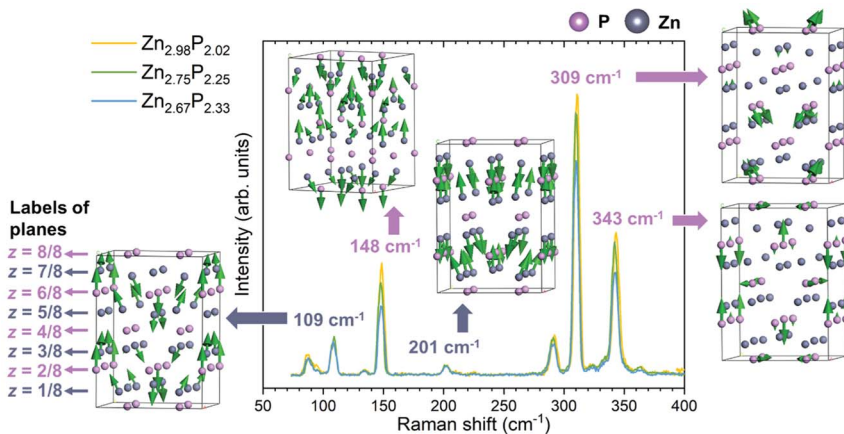 Zn₂.₉₈P₂.₀₂
Zn₂.₇₅P₂.₂₅
Zn₂.₆₇P₂.₃₃
P Zn
309 cm⁻¹
343 cm⁻¹
148 cm⁻¹
201 cm⁻¹
109 cm⁻¹
Labels of
planes
z = 8/8
z = 7/8
z = 6/8
z = 5/8
z = 4/8
z = 3/8
z = 2/8
z = 1/8
Intensity (arb. units)
50 100 150 200 250 300 350 400
Raman shift (cm⁻¹)